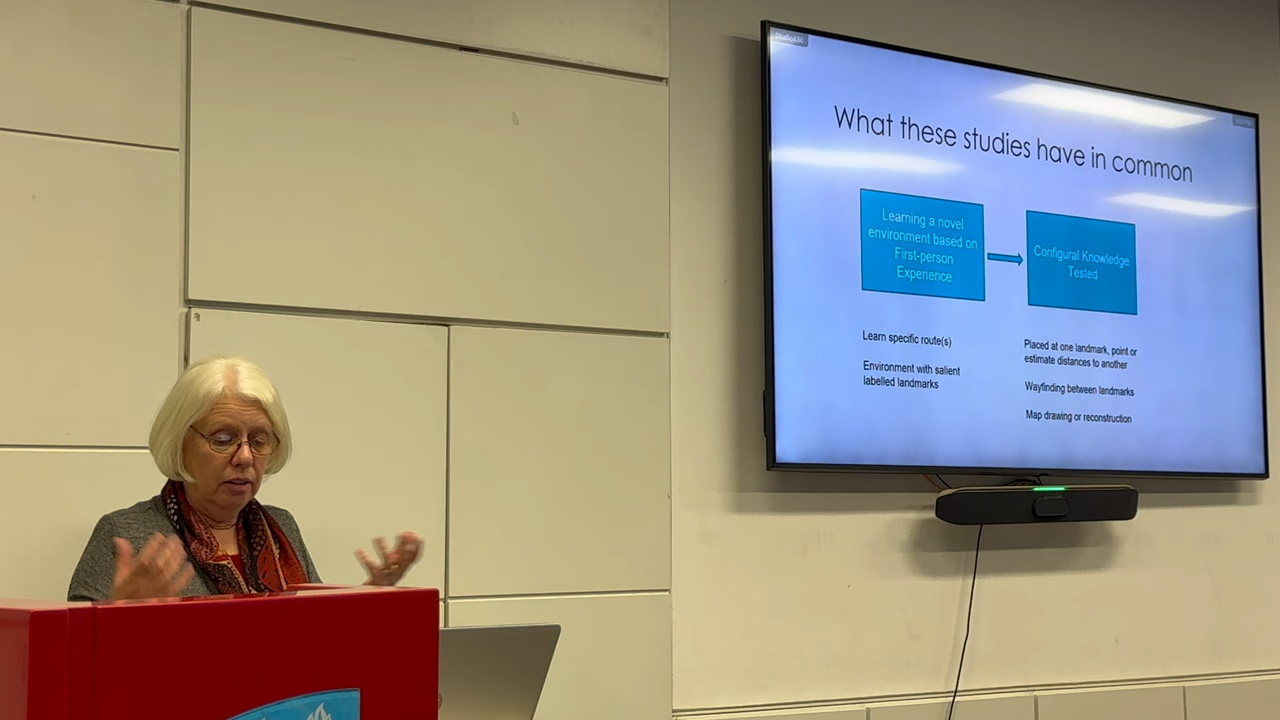 What these studies have in common
Learning a novel
environment based on
First-person
Experience
Configural Knowledge
Tested
Learn specific route(s)
Environment with salient
labelled landmarks
Placed at one landmark, point or
estimate distances to another
Wayfinding between landmarks
Map drawing or reconstruction